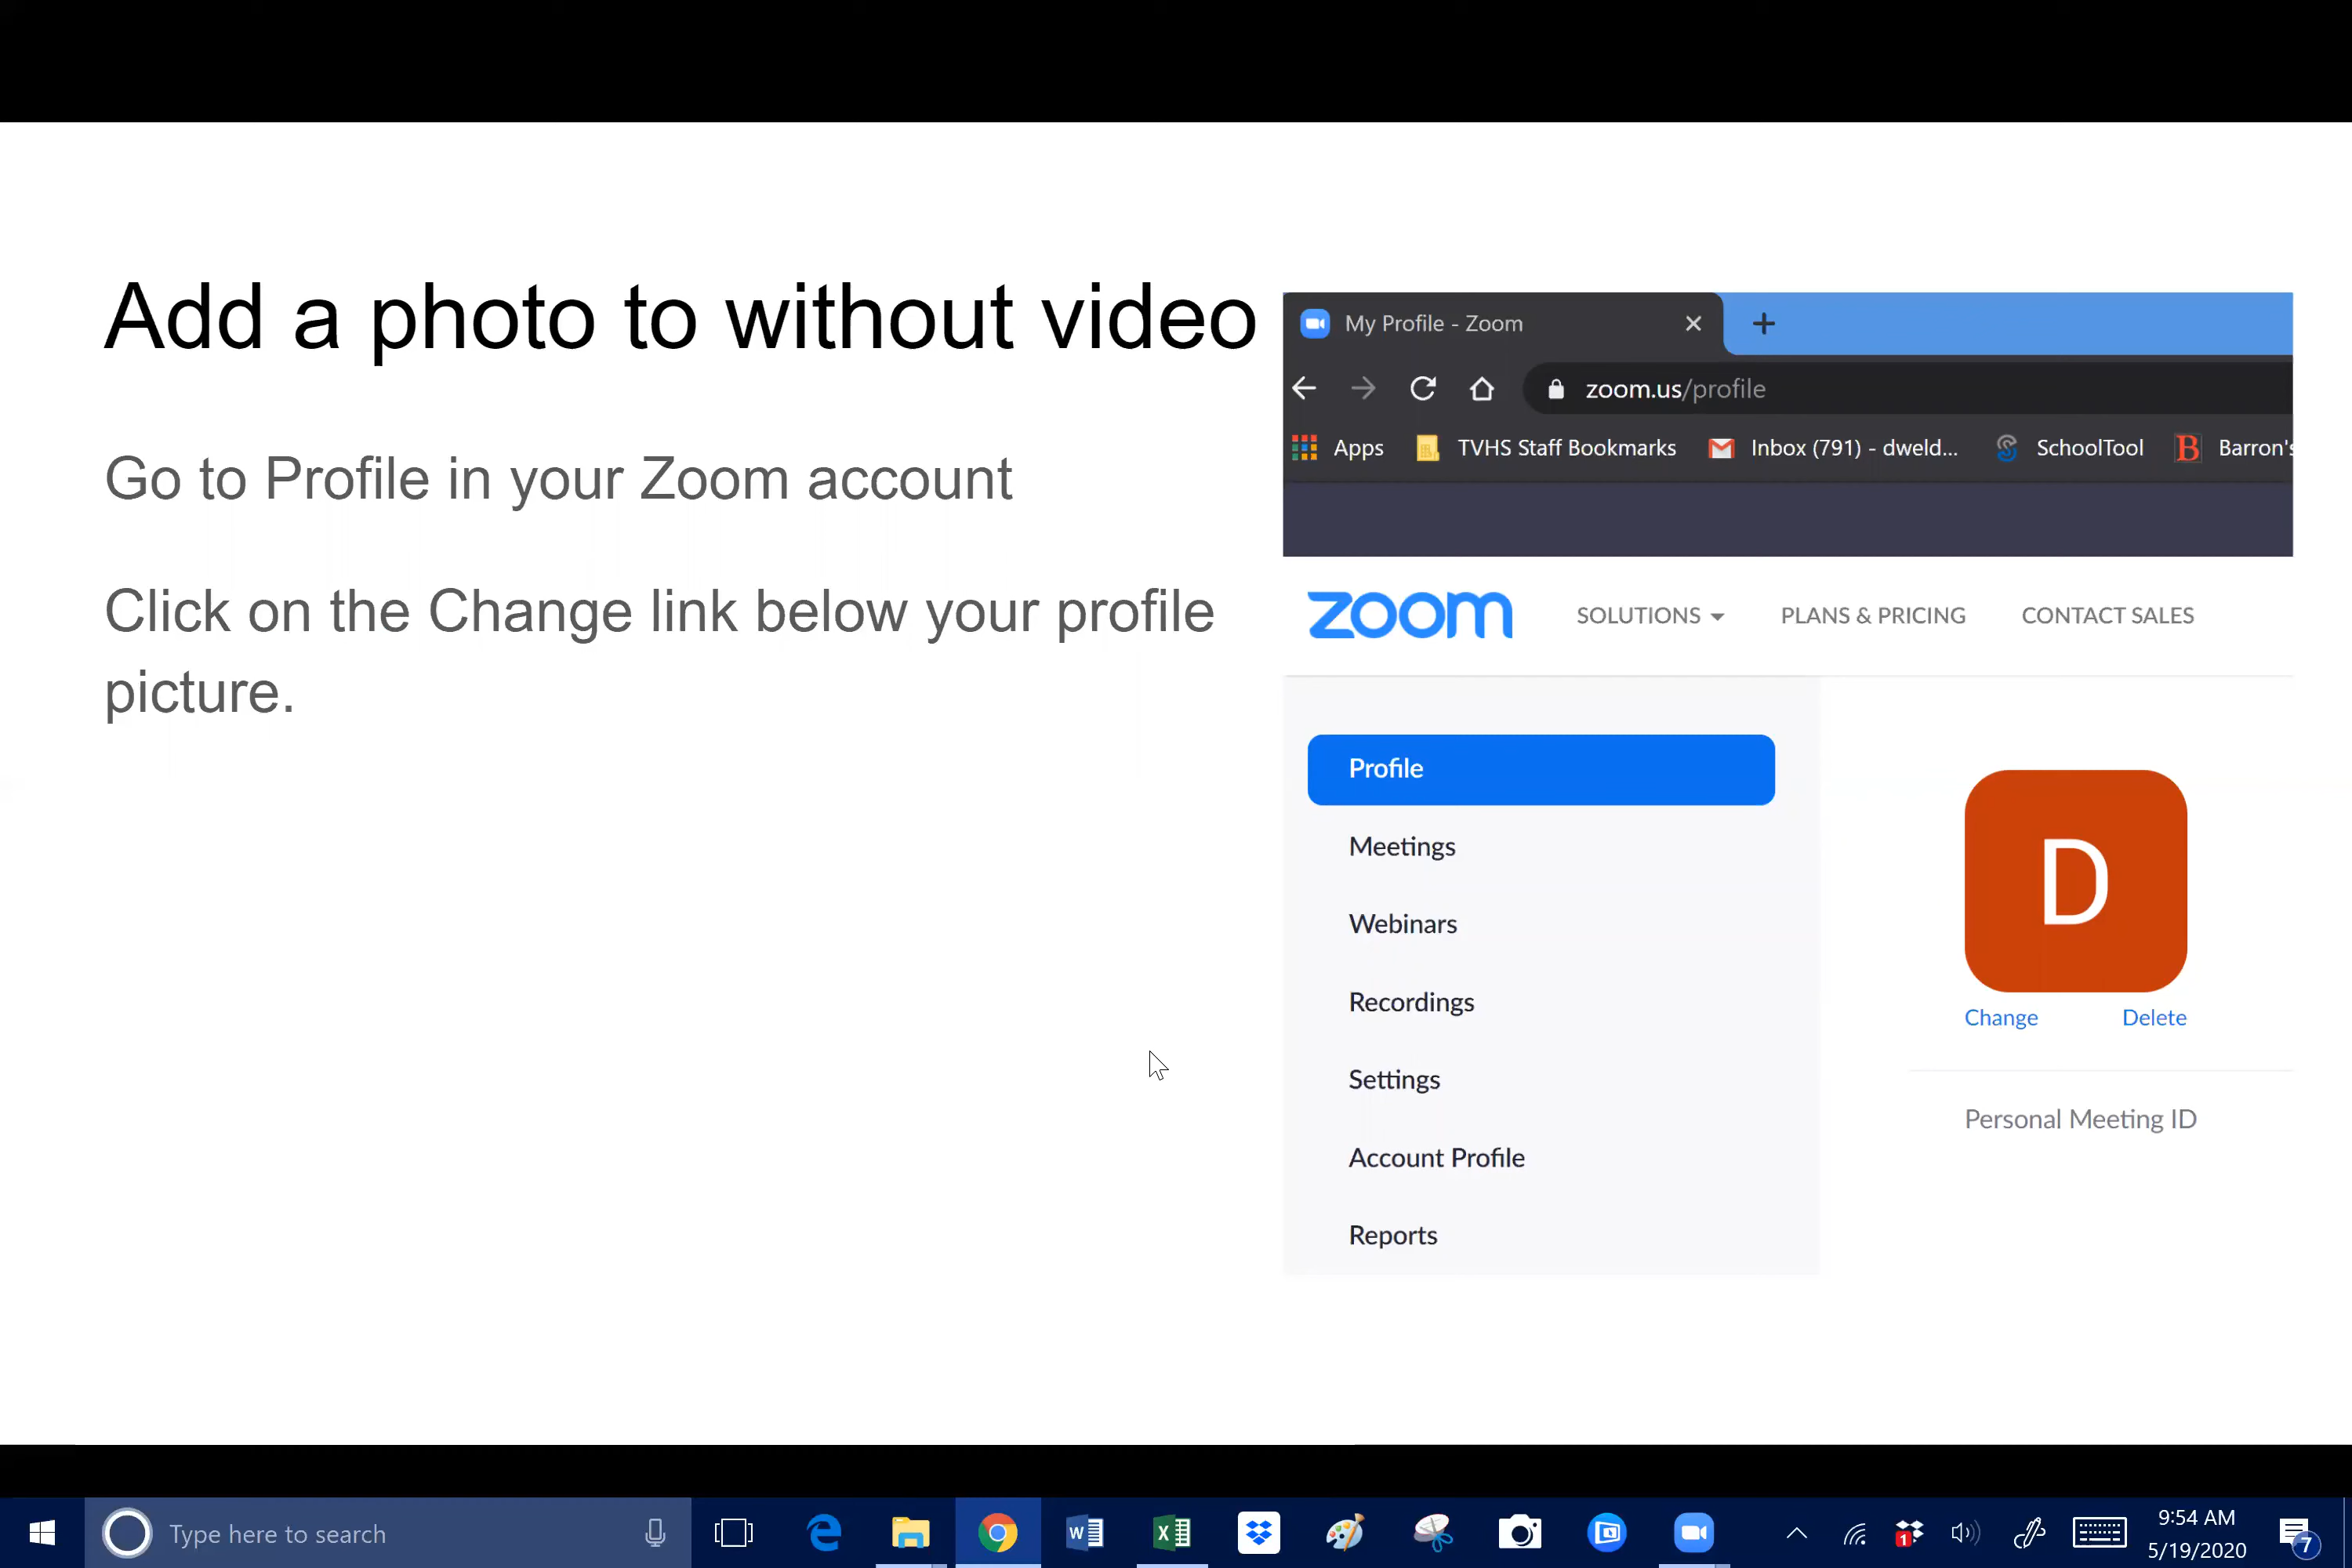 Add a photo to without video
Go to Profile in your Zoom account
Click on the Change link below your profile
picture.
My Profile - Zoom
zoom.us/profile
Apps TVHS Staff Bookmarks Inbox (791) - dweld... SchoolTool B Barron's
zoom SOLUTIONS PLANS & PRICING CONTACT SALES
Profile
Meetings
Webinars
Recordings
Settings
Account Profile
Reports
D
Change Delete
Personal Meeting ID
Type here to search
1
9:54 AM
5/19/2020
7